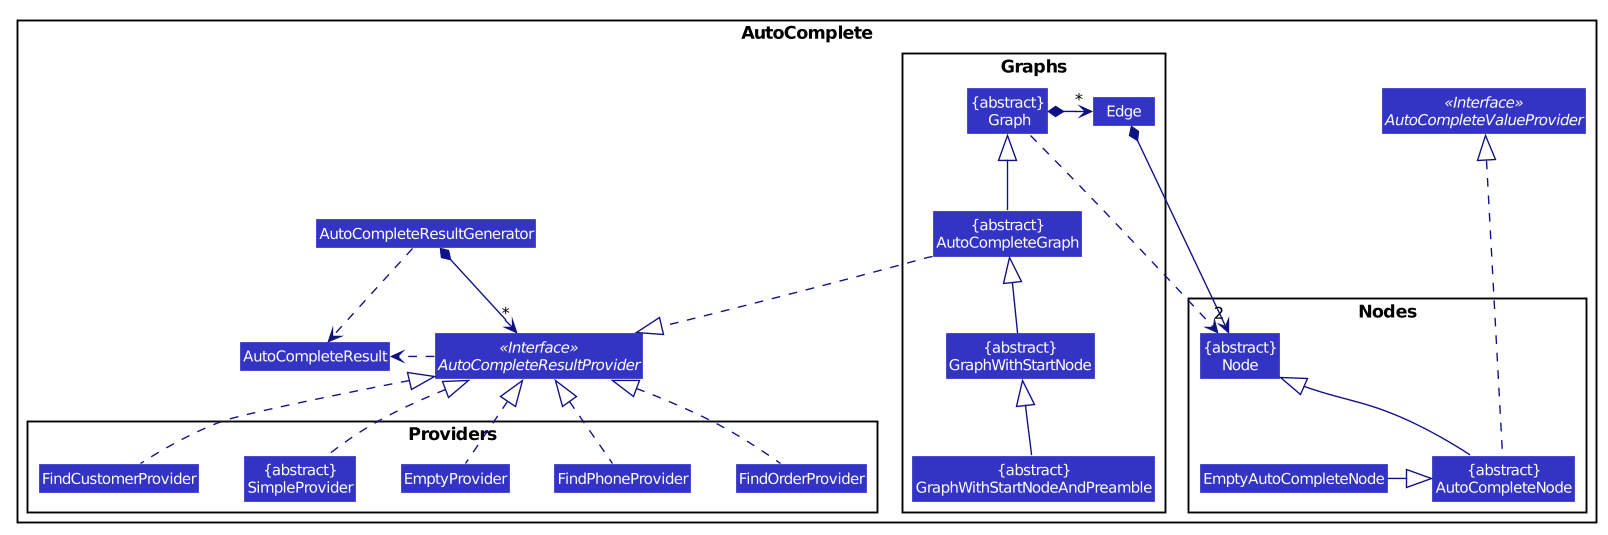 AutoComplete
Graphs
{abstract}
Graph
*
Edge
«Interface»
AutoCompleteValueProvider
{abstract}
AutoCompleteGraph
AutoCompleteResultGenerator
*
2
Nodes
AutoCompleteResult
«Interface»
AutoCompleteResultProvider
{abstract}
GraphWithStartNode
{abstract}
Node
Providers
FindCustomerProvider
{abstract}
SimpleProvider
EmptyProvider
FindPhoneProvider
FindOrderProvider
{abstract}
GraphWithStartNodeAndPreamble
EmptyAutoCompleteNode
{abstract}
AutoCompleteNode